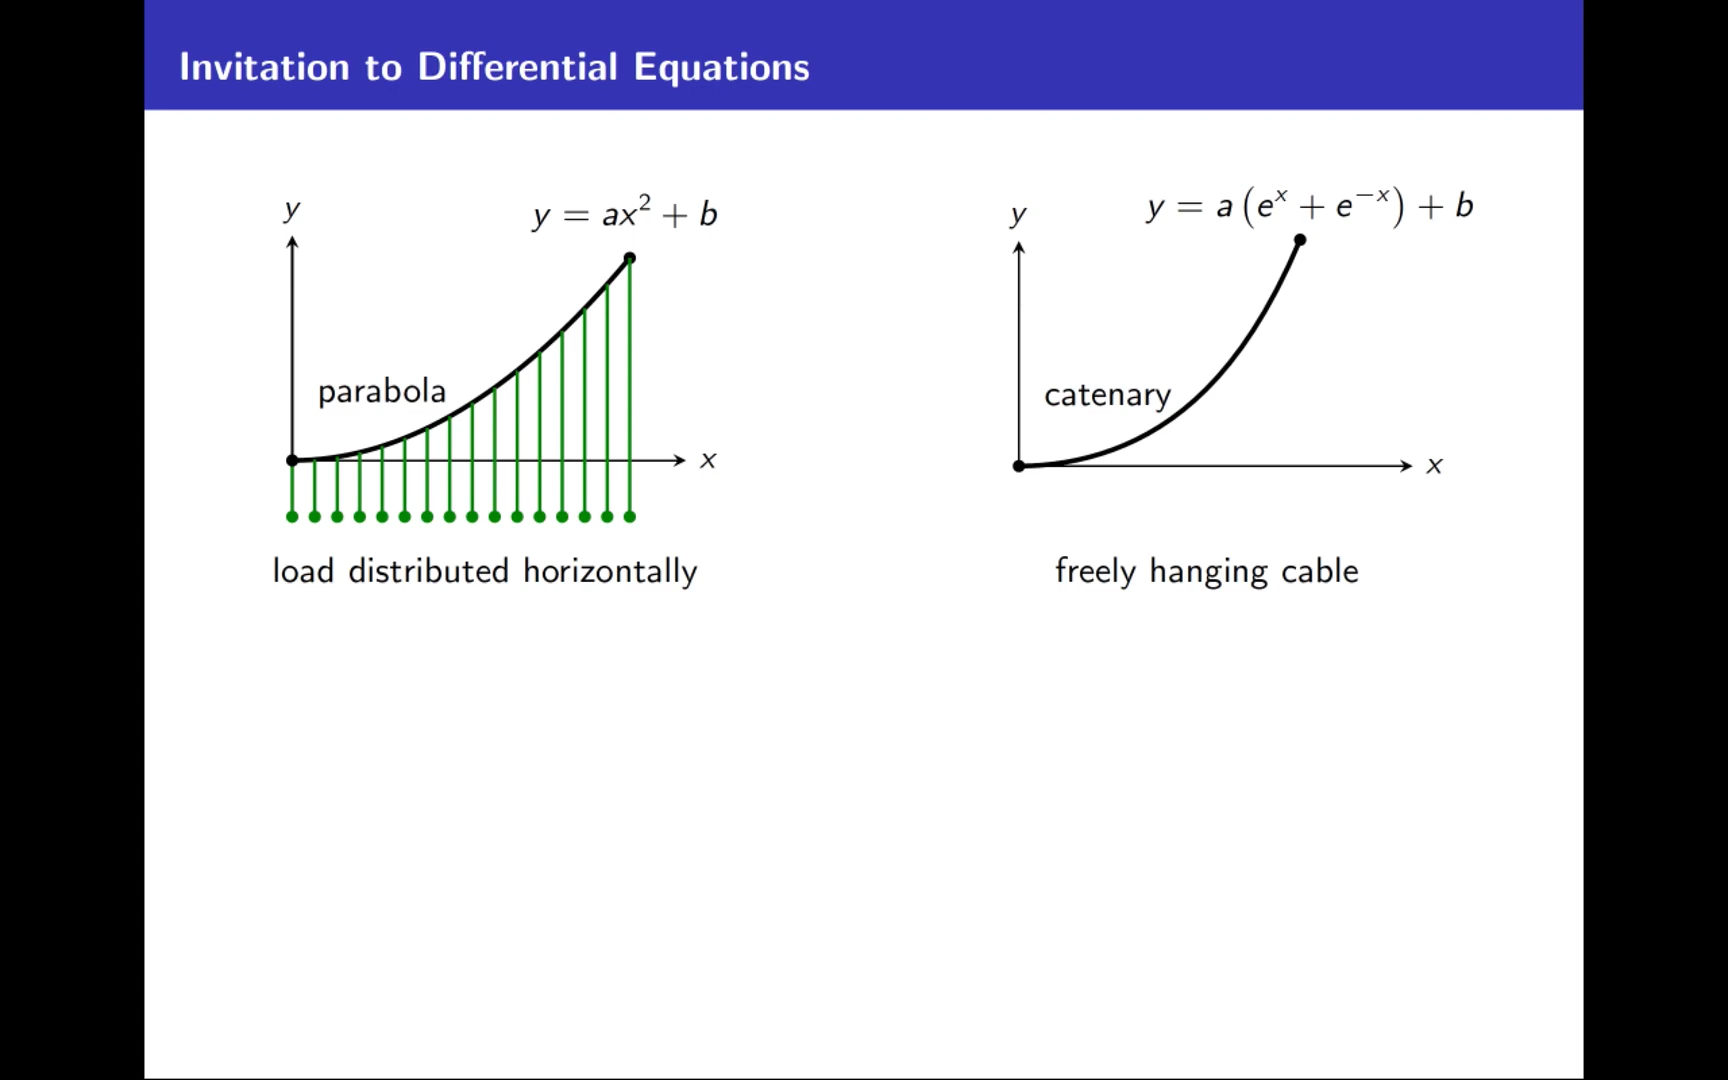 Invitation to Differential Equations
y
y = ax² + b
parabola
x
load distributed horizontally
y
y = a (eˣ + e⁻ˣ) + b
catenary
x
freely hanging cable